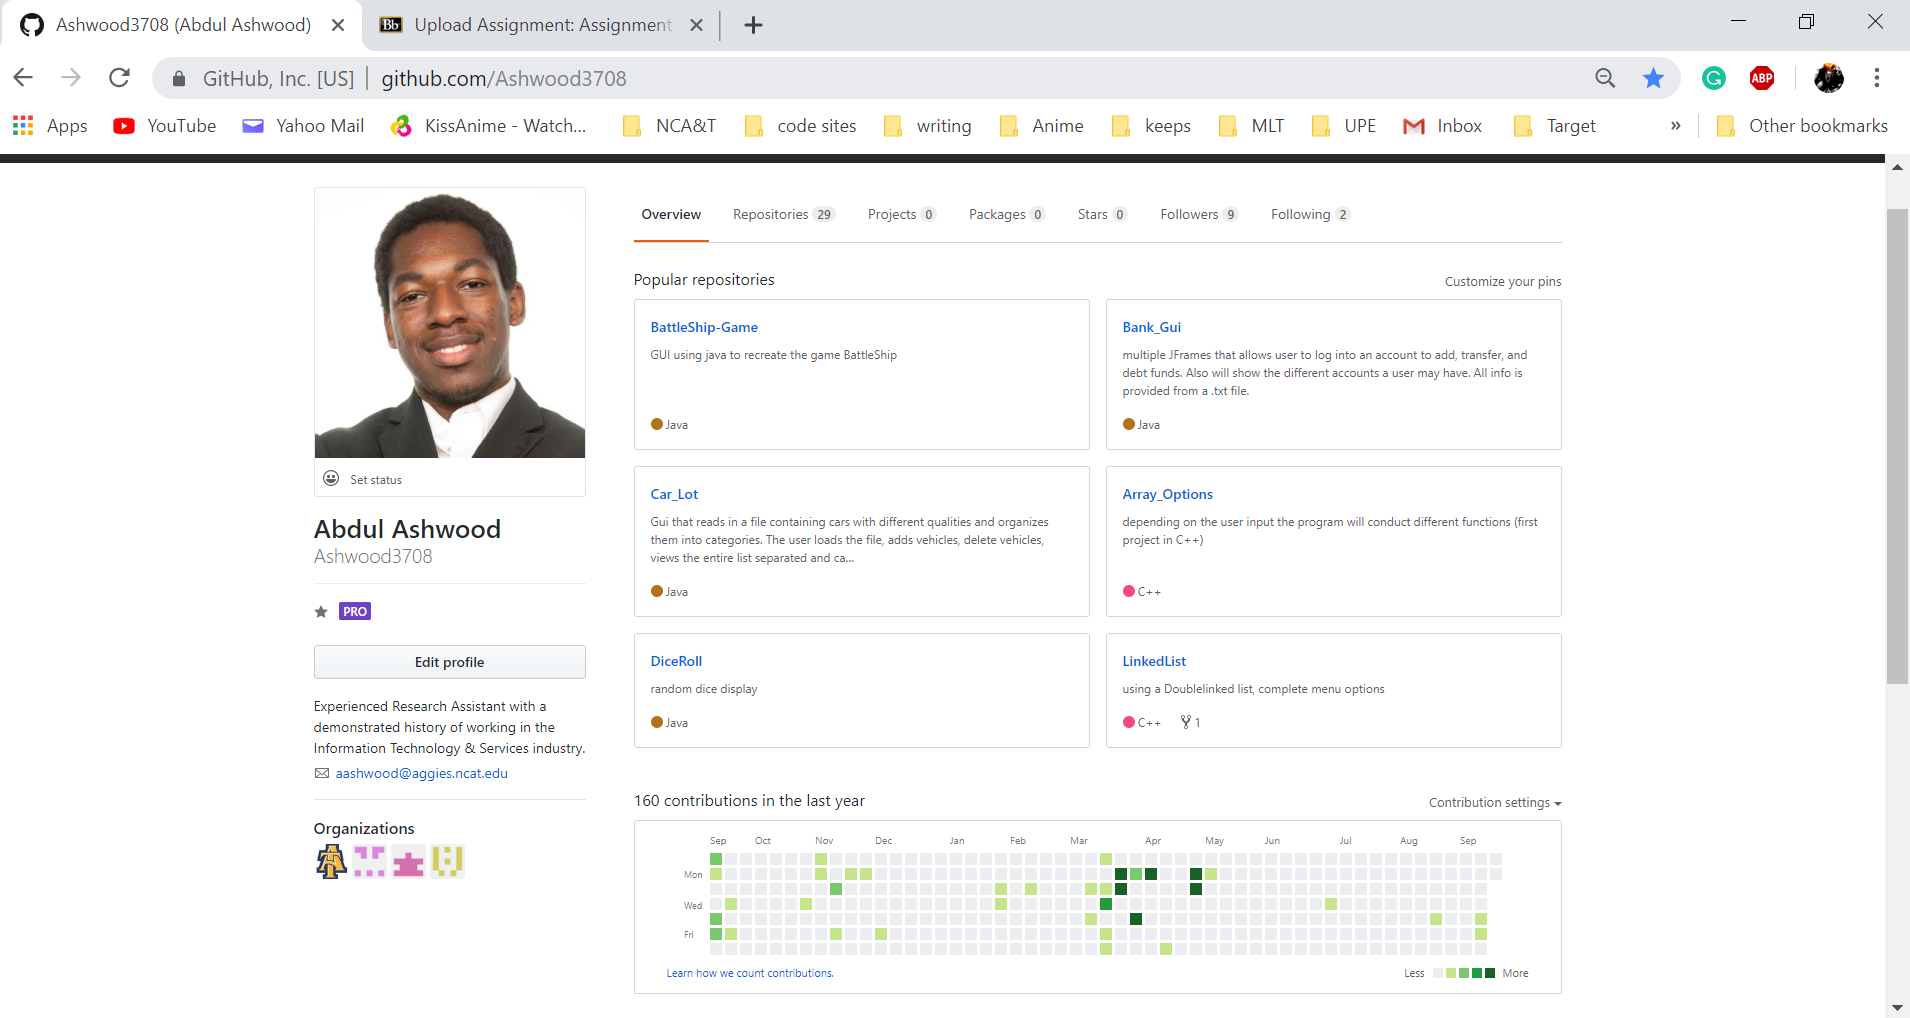 Ashwood3708 (Abdul Ashwood)
Bb
Upload Assignment: Assignment
GitHub, Inc. [US]
github.com/Ashwood3708
G
ABP
Apps
YouTube
Yahoo Mail
KissAnime - Watch...
NCA&T
code sites
writing
Anime
keeps
MLT
UPE
Inbox
Target
»
Other bookmarks
Overview
Repositories 29
Projects 0
Packages 0
Stars 0
Followers 9
Following 2
Set status
Abdul Ashwood
Ashwood3708
PRO
Edit profile
Experienced Research Assistant with a
demonstrated history of working in the
Information Technology & Services industry.
aashwood@aggies.ncat.edu
Organizations
Popular repositories
Customize your pins
BattleShip-Game
GUI using java to recreate the game BattleShip
Java
Bank_Gui
multiple JFrames that allows user to log into an account to add, transfer, and
debt funds. Also will show the different accounts a user may have. All info is
provided from a .txt file.
Java
Car_Lot
Gui that reads in a file containing cars with different qualities and organizes
them into categories. The user loads the file, adds vehicles, delete vehicles,
views the entire list separated and ca...
Java
Array_Options
depending on the user input the program will conduct different functions (first
project in C++)
C++
DiceRoll
random dice display
Java
LinkedList
using a Doublelinked list, complete menu options
C++ 1
160 contributions in the last year
Contribution settings
Sep Oct Nov Dec Jan Feb Mar Apr May Jun Jul Aug Sep
Mon
Wed
Fri
Learn how we count contributions.
Less
More